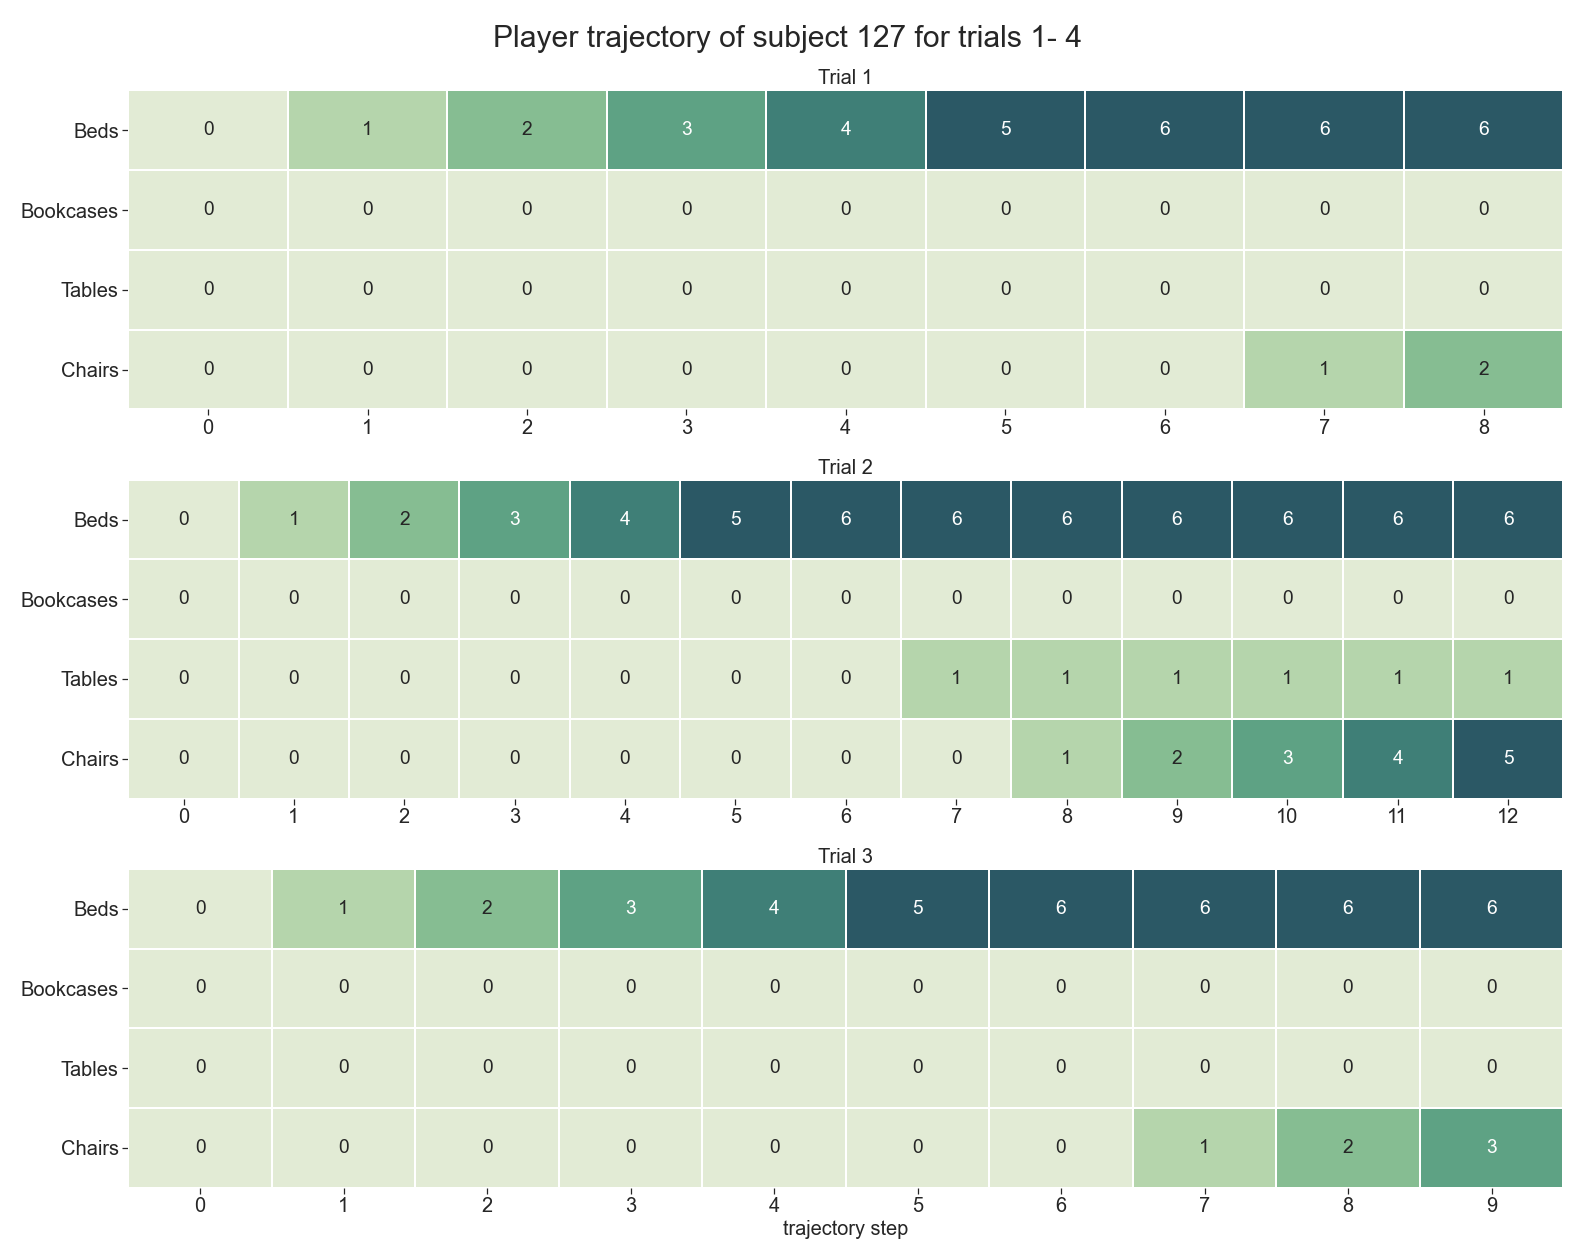 Player trajectory of subject 127 for trials 1- 4
Trial 1
Beds 0 1 2 3 4 5 6 6 6
Bookcases 0 0 0 0 0 0 0 0 0
Tables 0 0 0 0 0 0 0 0 0
Chairs 0 0 0 0 0 0 0 1 2
0 1 2 3 4 5 6 7 8
Trial 2
Beds 0 1 2 3 4 5 6 6 6 6 6 6 6
Bookcases 0 0 0 0 0 0 0 0 0 0 0 0 0
Tables 0 0 0 0 0 0 0 1 1 1 1 1 1
Chairs 0 0 0 0 0 0 0 0 1 2 3 4 5
0 1 2 3 4 5 6 7 8 9 10 11 12
Trial 3
Beds 0 1 2 3 4 5 6 6 6 6
Bookcases 0 0 0 0 0 0 0 0 0 0
Tables 0 0 0 0 0 0 0 0 0 0
Chairs 0 0 0 0 0 0 0 1 2 3
0 1 2 3 4 5 6 7 8 9
trajectory step